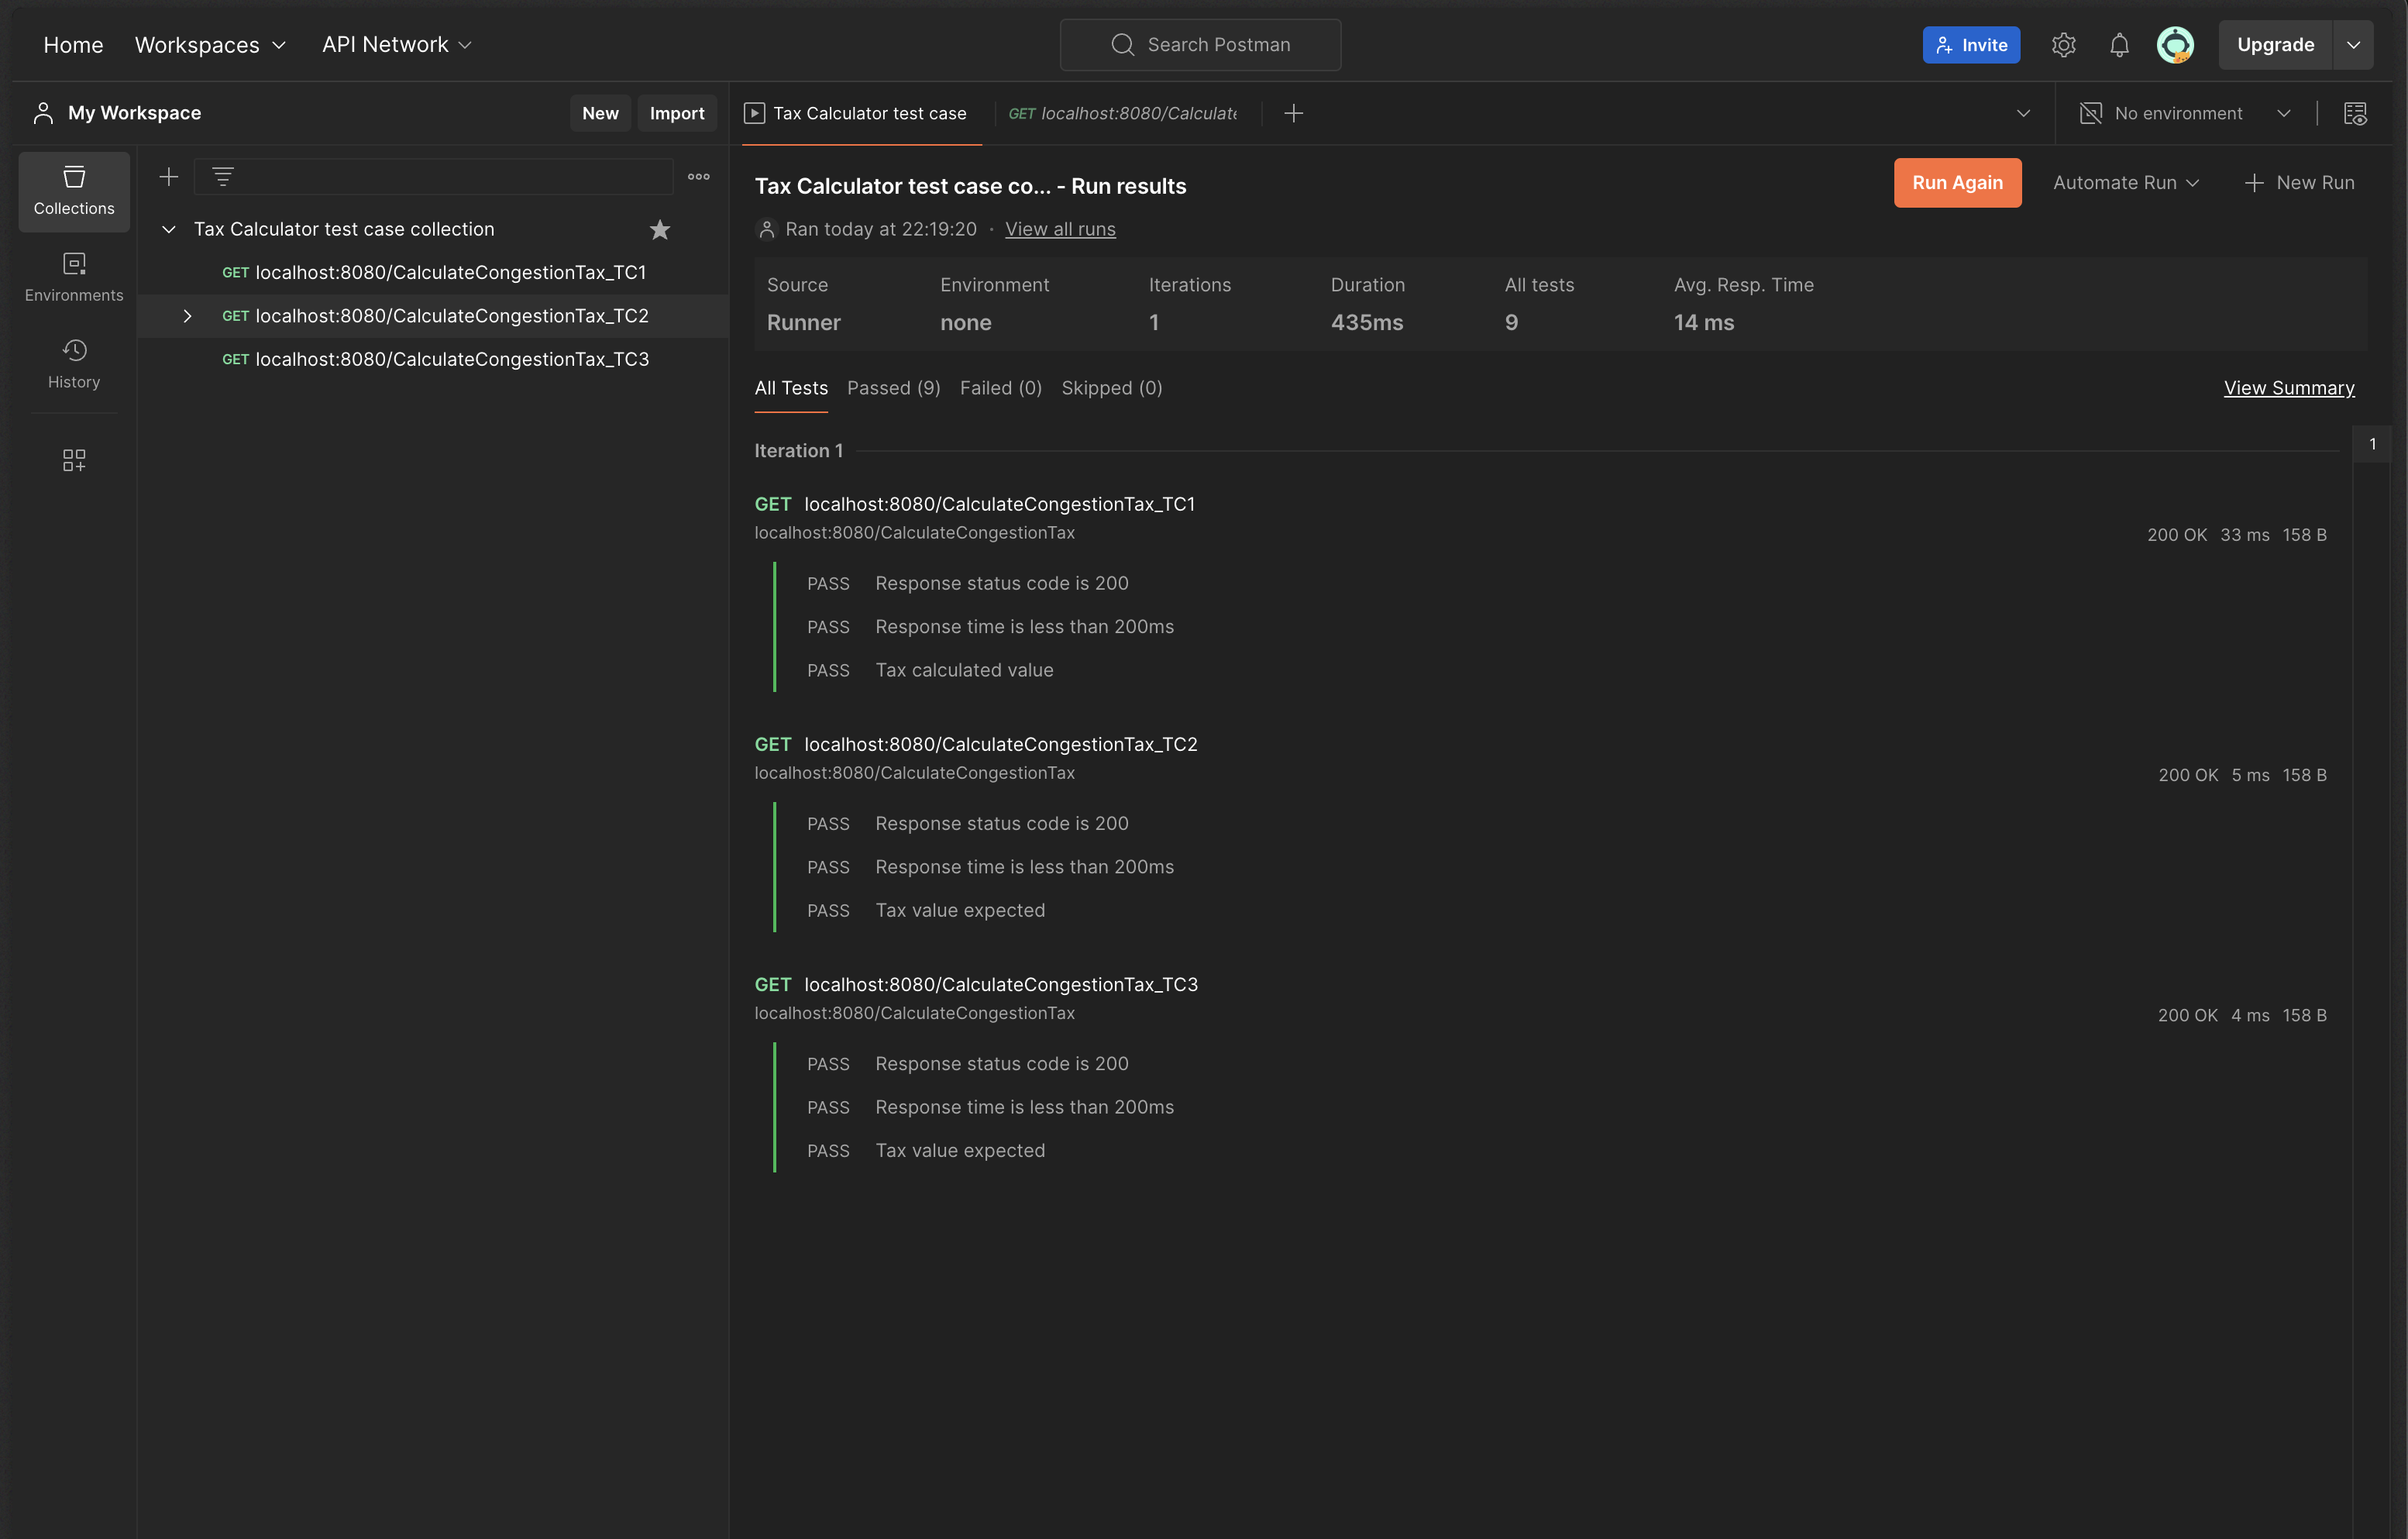 Home Workspaces API Network Search Postman Invite Upgrade
My Workspace New Import
Tax Calculator test case GET localhost:8080/Calculate No environment
Collections
Environments
History
Tax Calculator test case collection
GET localhost:8080/CalculateCongestionTax_TC1
GET localhost:8080/CalculateCongestionTax_TC2
GET localhost:8080/CalculateCongestionTax_TC3
Tax Calculator test case co... - Run results Run Again Automate Run New Run
Ran today at 22:19:20 · View all runs
Source Environment Iterations Duration All tests Avg. Resp. Time
Runner none 1 435ms 9 14 ms
All Tests Passed (9) Failed (0) Skipped (0) View Summary
Iteration 1 1
GET localhost:8080/CalculateCongestionTax_TC1
localhost:8080/CalculateCongestionTax 200 OK 33 ms 158 B
PASS Response status code is 200
PASS Response time is less than 200ms
PASS Tax calculated value
GET localhost:8080/CalculateCongestionTax_TC2
localhost:8080/CalculateCongestionTax 200 OK 5 ms 158 B
PASS Response status code is 200
PASS Response time is less than 200ms
PASS Tax value expected
GET localhost:8080/CalculateCongestionTax_TC3
localhost:8080/CalculateCongestionTax 200 OK 4 ms 158 B
PASS Response status code is 200
PASS Response time is less than 200ms
PASS Tax value expected